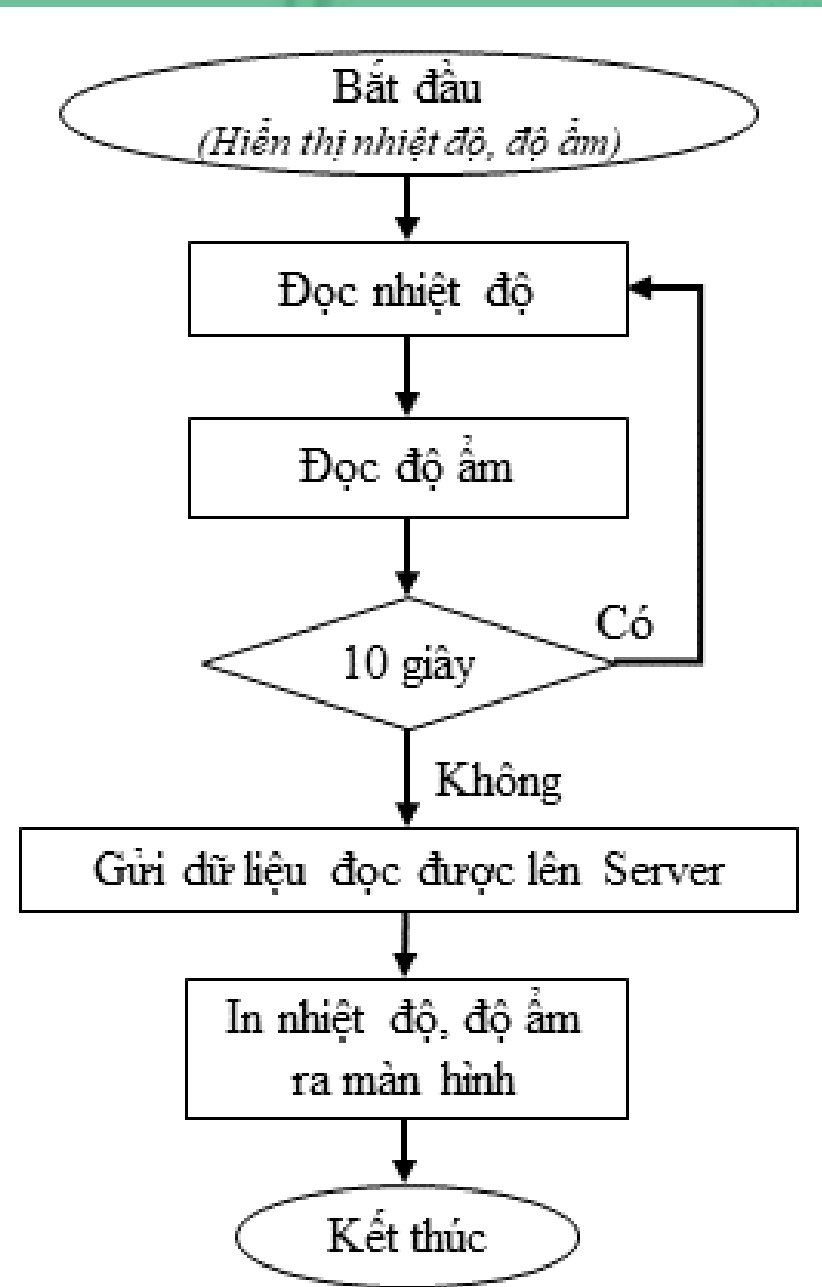 Bắt đầu
(Hiển thị nhiệt độ, độ ẩm)
Đọc nhiệt độ
Đọc độ ẩm
Có
10 giây
Không
Gửi dữ liệu đọc được lên Server
In nhiệt độ, độ ẩm
ra màn hình
Kết thúc